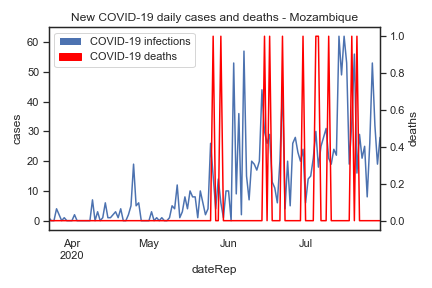 New COVID-19 daily cases and deaths - Mozambique
COVID-19 infections
COVID-19 deaths
60
50
40
30
20
10
0
cases
1.0
0.8
0.6
0.4
0.2
0.0
deaths
Apr
2020
May
Jun
Jul
dateRep